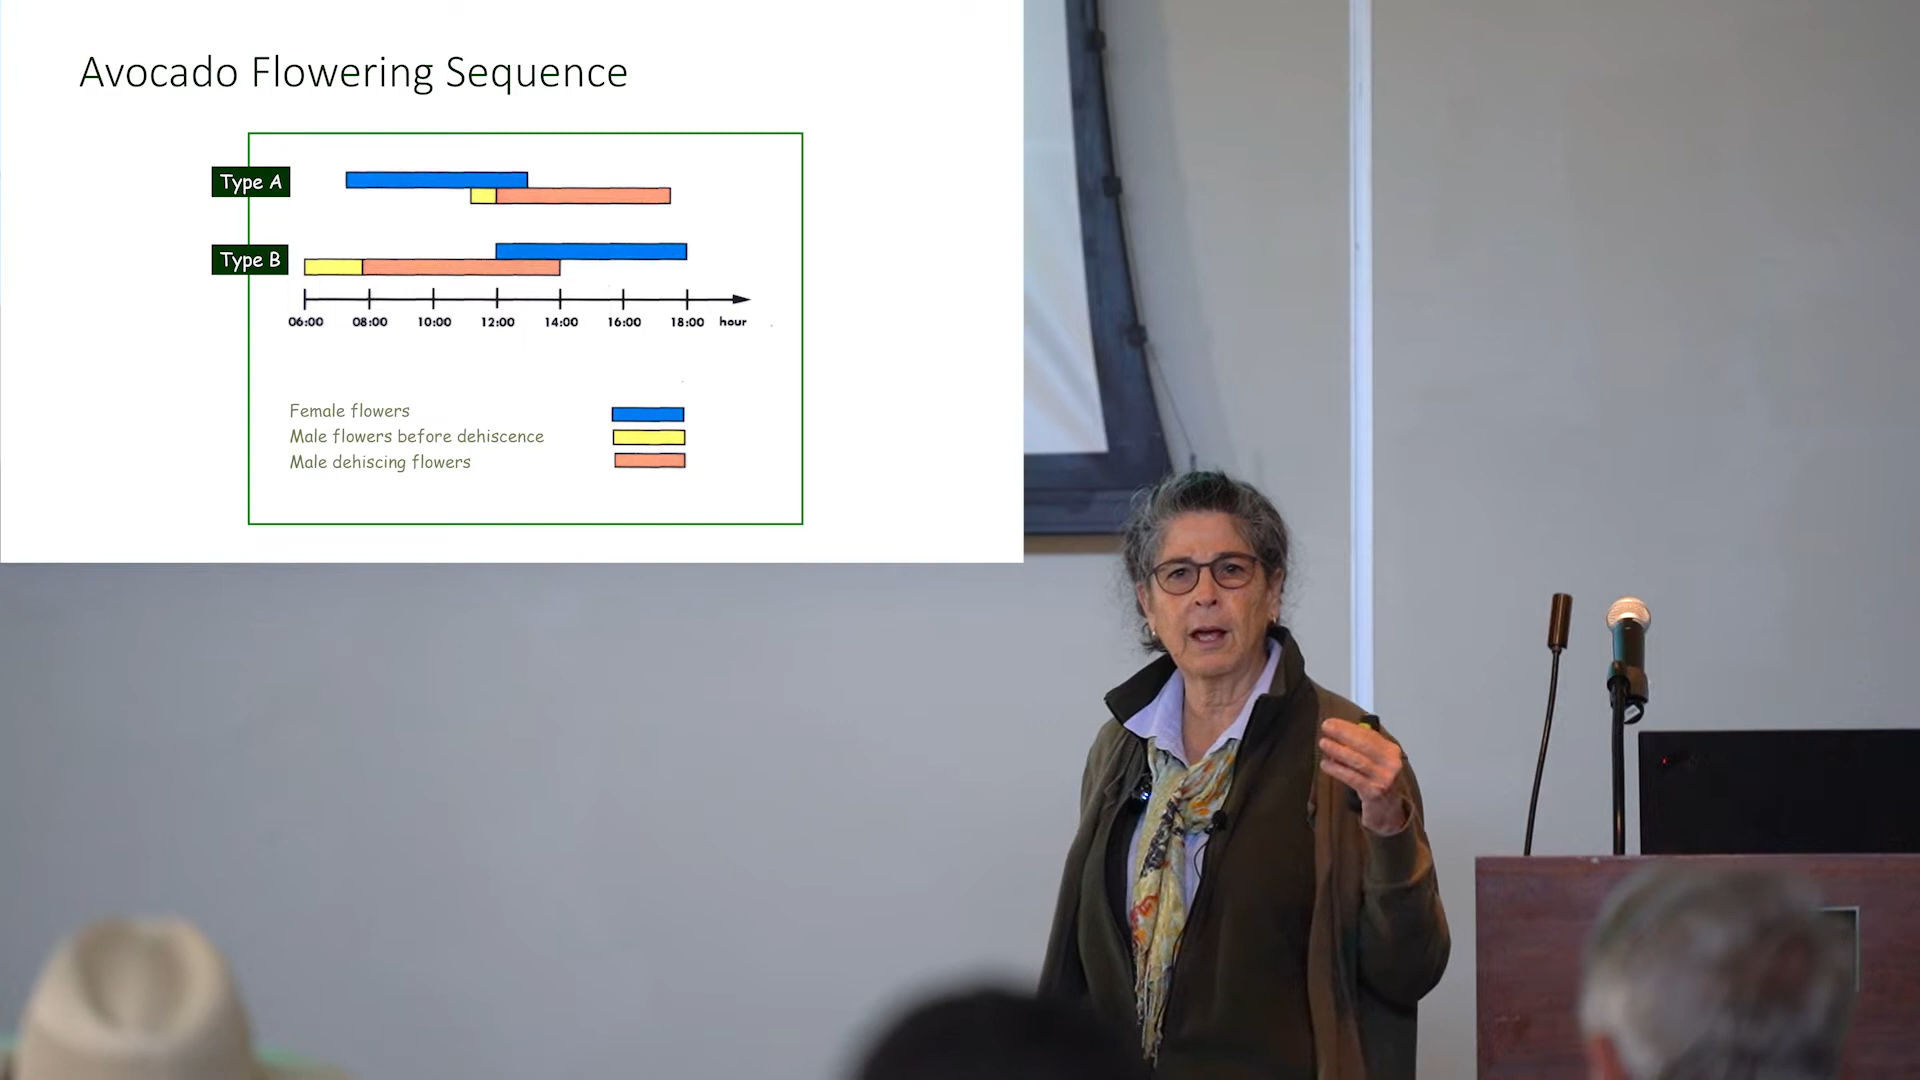 Avocado Flowering Sequence
Type A
Type B
06:00 08:00 10:00 12:00 14:00 16:00 18:00 hour
Female flowers
Male flowers before dehiscence
Male dehiscing flowers